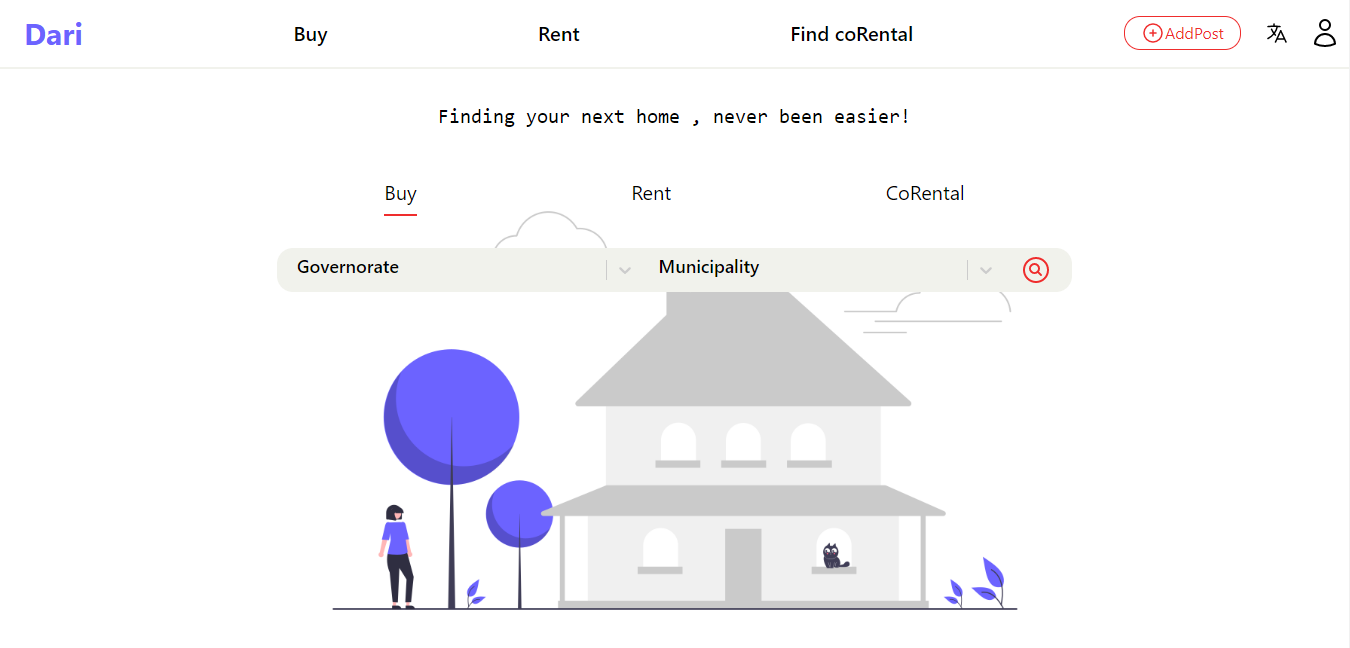 Dari Buy Rent Find coRental AddPost
Finding your next home , never been easier!
Buy Rent CoRental
Governorate Municipality